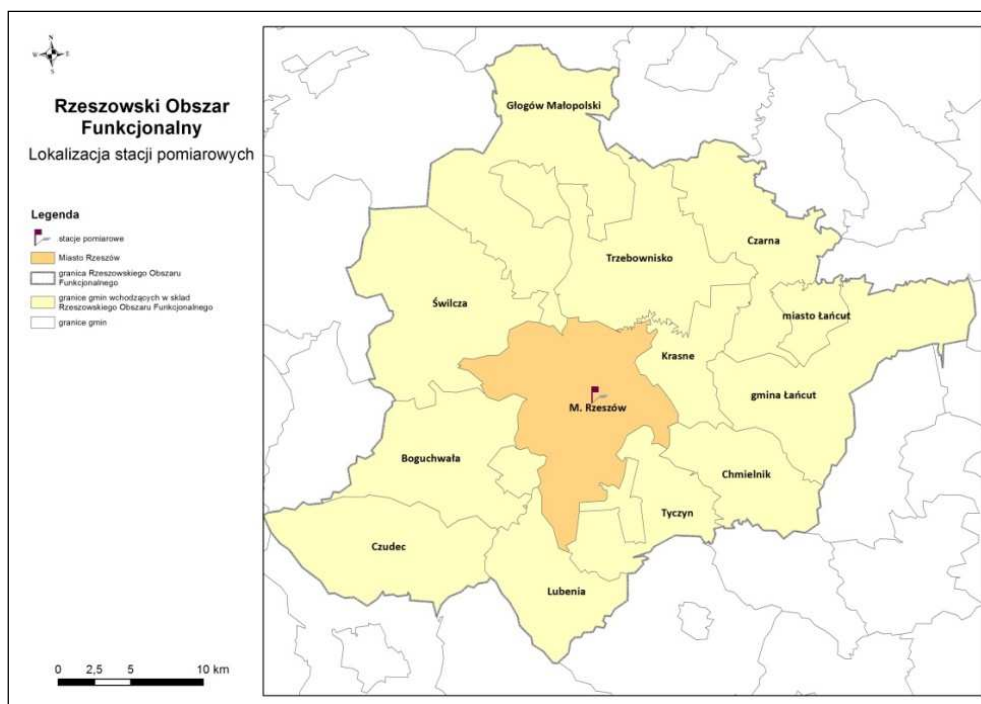 N
W E
S
Rzeszowski Obszar
Funkcjonalny
Lokalizacja stacji pomiarowych
Legenda
stacje pomiarowe
Miasto Rzeszów
granica Rzeszowskiego Obszaru
Funkcjonalnego
granice gmin wchodzących w skład
Rzeszowskiego Obszaru Funkcjonalnego
granice gmin
0 2,5 5 10 km
Głogów Małopolski
Czarna
Trzebownisko
Świlcza
miasto Łańcut
Krasne
gmina Łańcut
M. Rzeszów
Boguchwała
Chmielnik
Tyczyn
Czudec
Lubenia